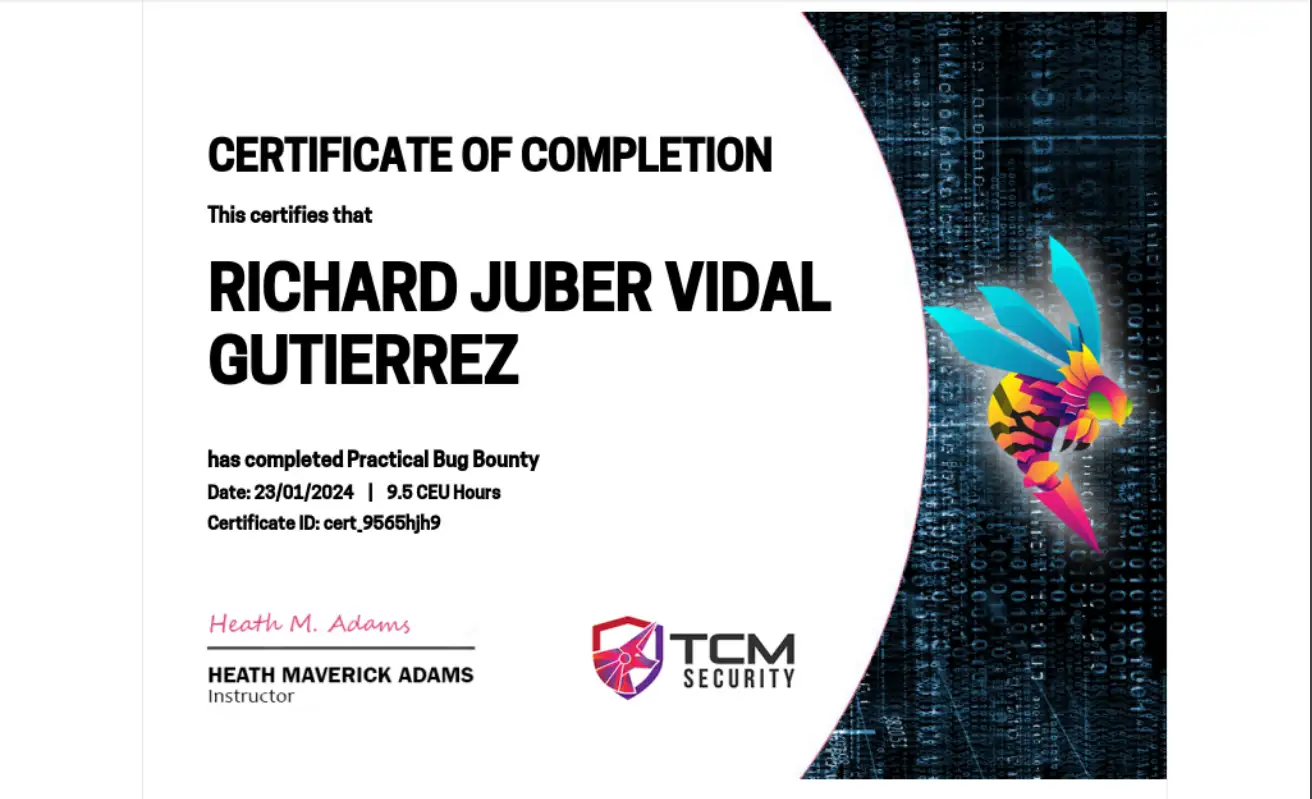 CERTIFICATE OF COMPLETION
This certifies that
RICHARD JUBER VIDAL
GUTIERREZ
has completed Practical Bug Bounty
Date: 23/01/2024 | 9.5 CEU Hours
Certificate ID: cert_9565hjh9
Heath M. Adams
HEATH MAVERICK ADAMS
Instructor
TCM
SECURITY